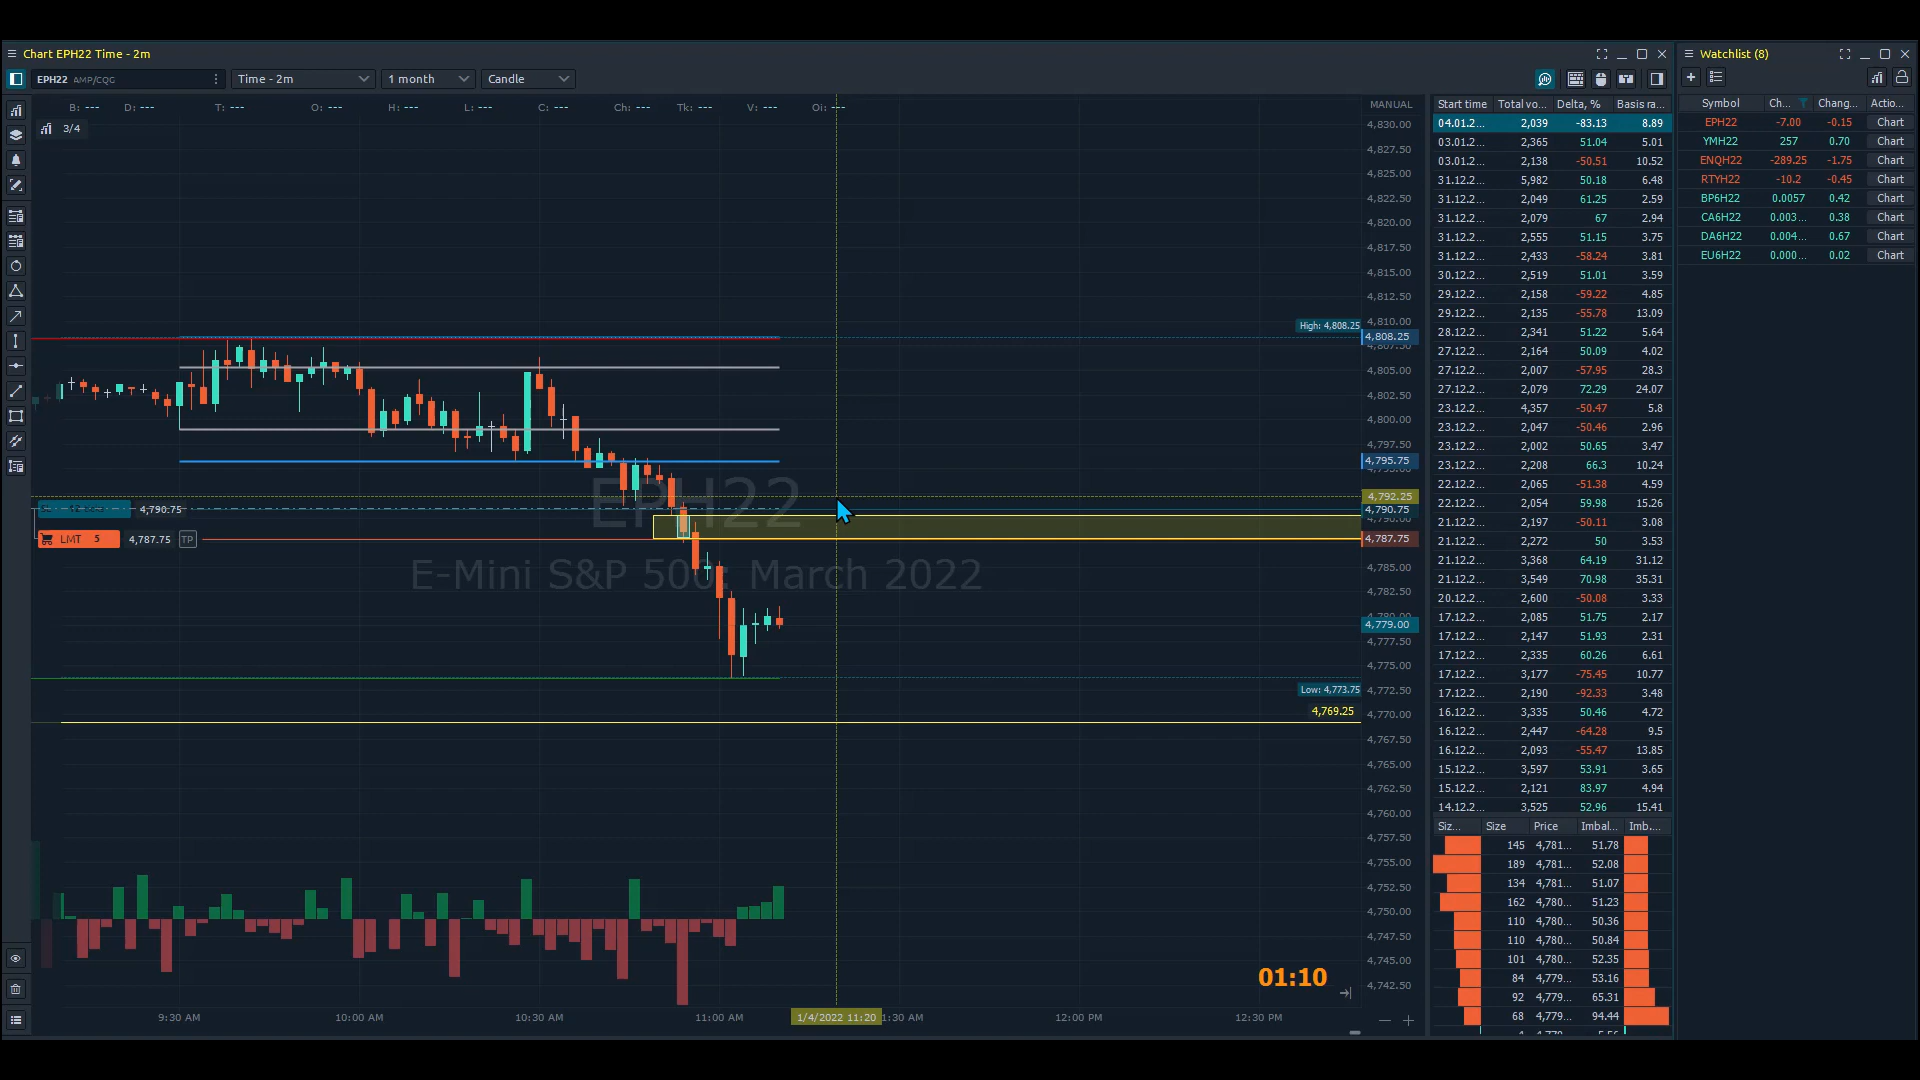 Chart EPH22 Time - 2m
EPH22 AMP/CQG
Time - 2m
1 month
Candle
B: --- D: --- T: --- O: --- H: --- L: --- C: --- Ch: --- Tk: --- V: --- Oi: ---
3/4
MANUAL
4,830.00
4,827.50
4,825.00
4,822.50
4,820.00
4,817.50
4,815.00
4,812.50
4,810.00
High: 4,808.25
4,808.25
4,805.00
4,802.50
4,800.00
4,797.50
4,795.75
4,792.25
4,790.75
4,790.75
4,790.00
LMT 5 4,787.75 TP
4,787.75
EPH22
E-Mini S&P 500: March 2022
4,785.00
4,782.50
4,779.00
4,777.50
4,775.00
4,772.50
Low: 4,773.75
4,769.25
4,770.00
4,767.50
4,765.00
4,762.50
4,760.00
4,757.50
4,755.00
4,752.50
4,750.00
4,747.50
4,745.00
4,742.50
01:10
9:30 AM 10:00 AM 10:30 AM 11:00 AM 1/4/2022 11:20 1:30 AM 12:00 PM 12:30 PM
Start time Total vo... Delta, % Basis ra...
04.01.2... 2,039 -83.13 8.89
03.01.2... 2,365 51.04 5.01
03.01.2... 2,138 -50.51 10.52
31.12.2... 5,982 50.18 6.48
31.12.2... 2,049 61.25 2.59
31.12.2... 2,079 67 2.94
31.12.2... 2,555 51.15 3.75
31.12.2... 2,433 -58.24 3.81
30.12.2... 2,519 51.01 3.59
29.12.2... 2,158 -59.22 4.85
29.12.2... 2,135 -55.78 13.09
28.12.2... 2,341 51.22 5.64
27.12.2... 2,164 50.09 4.02
27.12.2... 2,007 -57.95 28.3
27.12.2... 2,079 72.29 24.07
23.12.2... 4,357 -50.47 5.8
23.12.2... 2,047 -50.46 2.96
23.12.2... 2,002 50.65 3.47
23.12.2... 2,208 66.3 10.24
22.12.2... 2,065 -51.38 4.59
22.12.2... 2,054 59.98 15.26
21.12.2... 2,197 -50.11 3.08
21.12.2... 2,272 50 3.53
21.12.2... 3,368 64.19 31.12
21.12.2... 3,549 70.98 35.31
20.12.2... 2,600 -50.08 3.33
17.12.2... 2,085 51.75 2.17
17.12.2... 2,147 51.93 2.31
17.12.2... 2,335 60.26 6.61
17.12.2... 3,177 -75.45 10.77
17.12.2... 2,190 -92.33 3.48
16.12.2... 3,335 50.46 4.72
16.12.2... 2,447 -64.28 9.5
16.12.2... 2,093 -55.47 13.85
15.12.2... 3,597 53.91 3.65
15.12.2... 2,121 83.97 4.94
14.12.2... 3,525 52.96 15.41
Siz... Size Price Imbal... Imb....
145 4,781... 51.78
189 4,781... 52.08
134 4,781... 51.07
162 4,780... 51.23
110 4,780... 50.36
110 4,780... 50.84
101 4,780... 52.35
84 4,779... 53.16
92 4,779... 65.31
68 4,779... 94.44
Watchlist (8)
Symbol Ch... Chang... Actio...
EPH22 -7.00 -0.15 Chart
YMH22 257 0.70 Chart
ENQH22 -289.25 -1.75 Chart
RTYH22 -10.2 -0.45 Chart
BP6H22 0.0057 0.42 Chart
CA6H22 0.003... 0.38 Chart
DA6H22 0.004... 0.67 Chart
EU6H22 0.000... 0.02 Chart